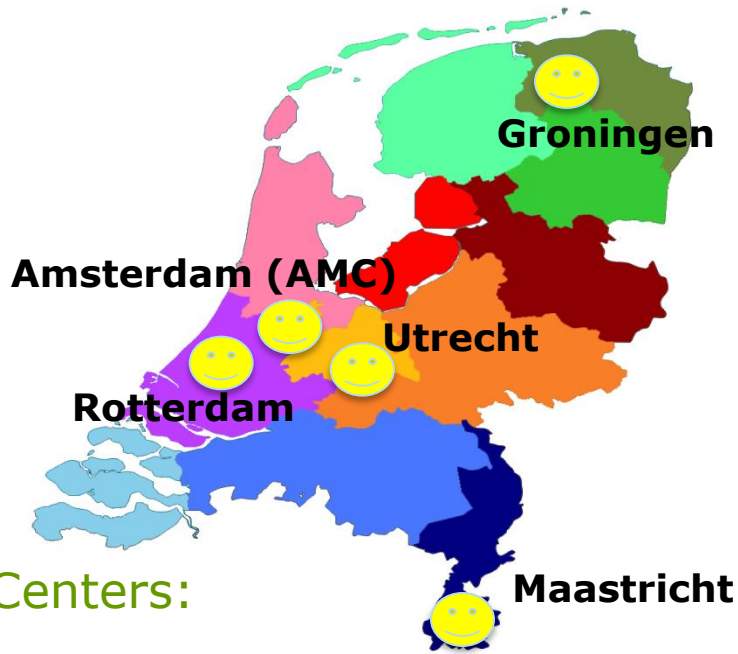 Groningen
Amsterdam (AMC)
Utrecht
Rotterdam
Centers:
Maastricht